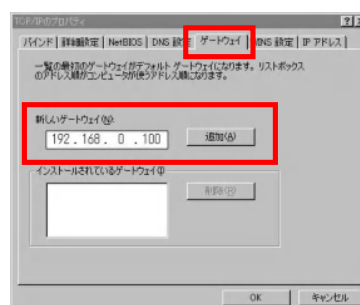 TCP/IPのプロパティ
バインド 詳細設定 NetBIOS DNS 設定 ゲートウェイ WINS 設定 IP アドレス
一覧の最初のゲートウェイがデフォルト ゲートウェイになります。リストボックス
のアドレス順がコンピュータが使うアドレス順になります。
新しいゲートウェイ(N):
192.168. 0 .100 追加(A)
インストールされているゲートウェイ(I)
削除(R)
OK キャンセル